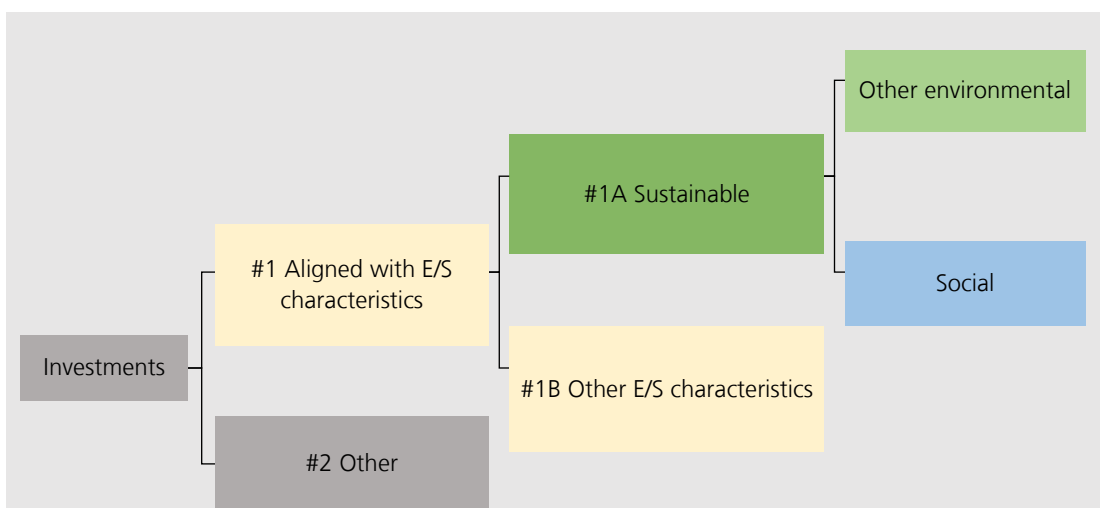 Other environmental
#1A Sustainable
#1 Aligned with E/S
characteristics
Social
Investments
#1B Other E/S characteristics
#2 Other